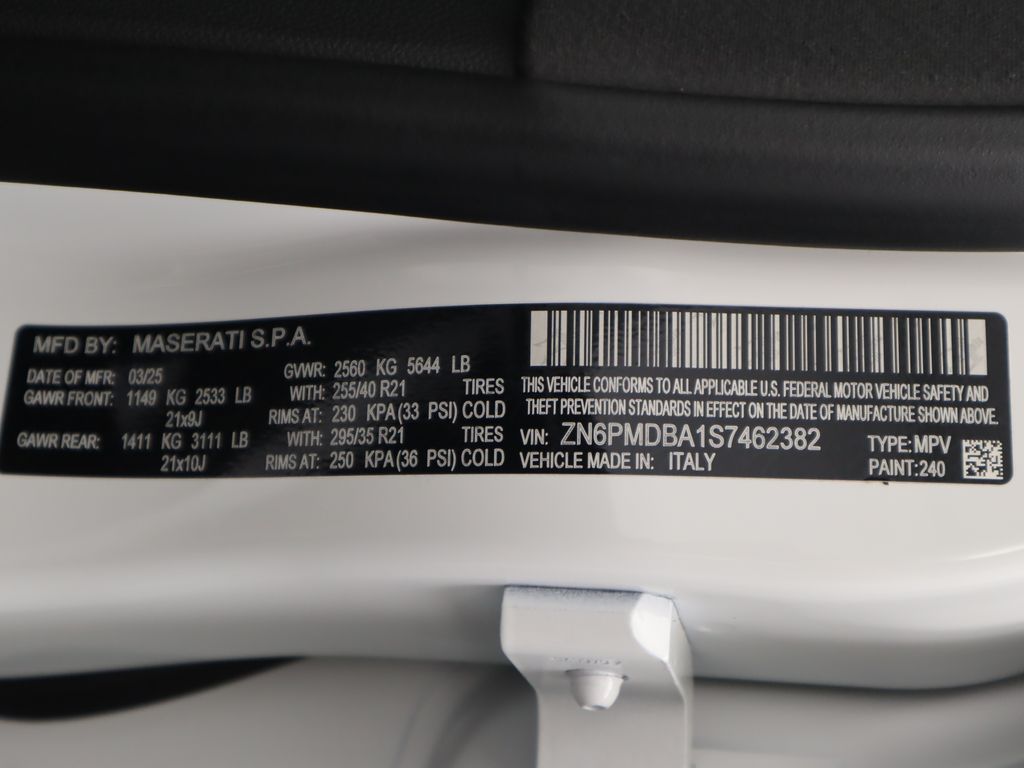 MFD BY: MASERATI S.P.A.
DATE OF MFR: 03/25 GVWR: 2560 KG 5644 LB
GAWR FRONT: 1149 KG 2533 LB WITH: 255/40 R21 TIRES
21x9J RIMS AT: 230 KPA(33 PSI) COLD
GAWR REAR: 1411 KG 3111 LB WITH: 295/35 R21 TIRES
21x10J RIMS AT: 250 KPA(36 PSI) COLD
THIS VEHICLE CONFORMS TO ALL APPLICABLE U.S. FEDERAL MOTOR VEHICLE SAFETY AND
THEFT PREVENTION STANDARDS IN EFFECT ON THE DATE OF MANUFACTURE SHOWN ABOVE.
VIN: ZN6PMDBA1S7462382 TYPE: MPV
VEHICLE MADE IN: ITALY PAINT: 240